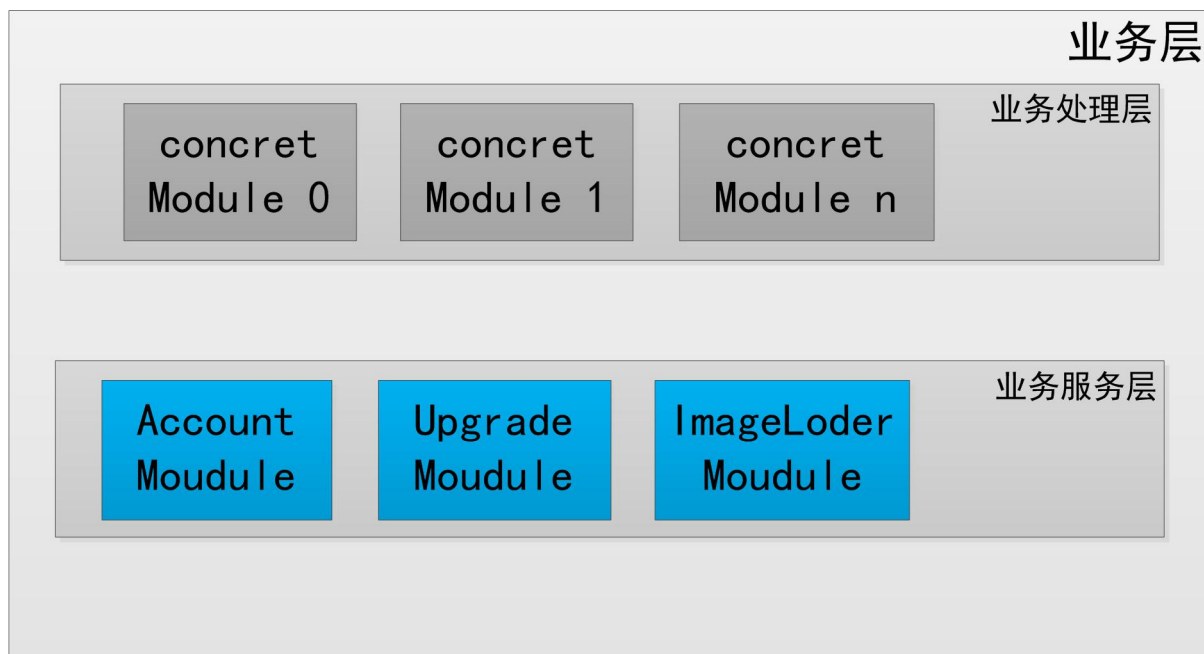 业务层
业务处理层
concret
Module 0
concret
Module 1
concret
Module n
业务服务层
Account
Moudule
Upgrade
Moudule
ImageLoder
Moudule